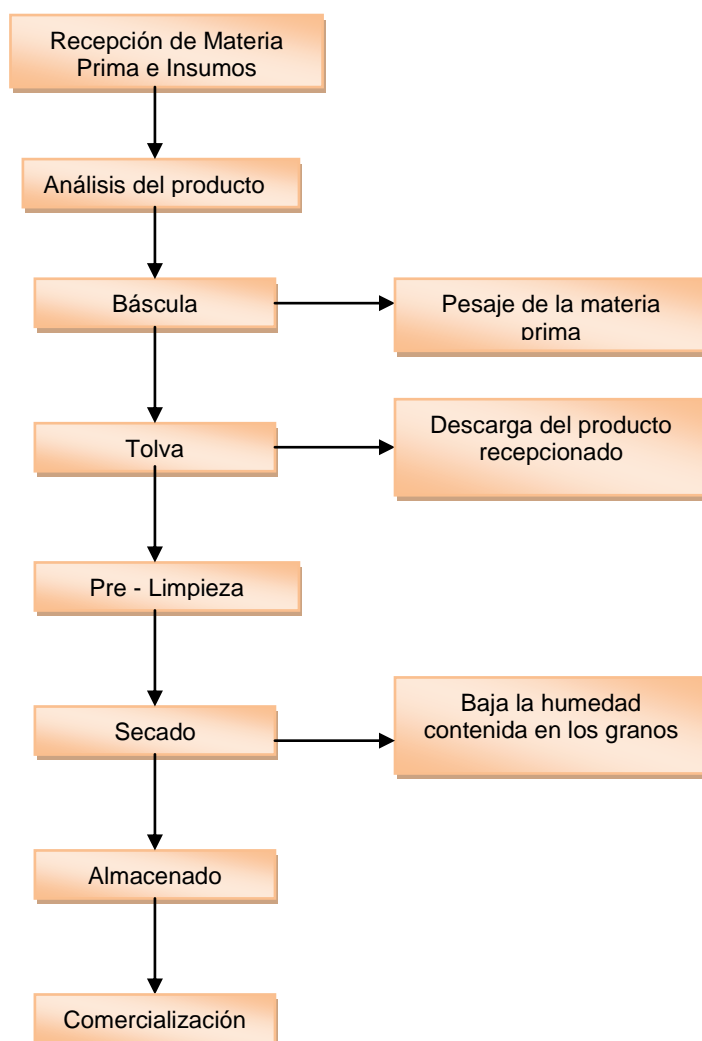 Recepción de Materia
Prima e Insumos
Análisis del producto
Báscula
Pesaje de la materia
prima
Tolva
Descarga del producto
recepcionado
Pre - Limpieza
Secado
Baja la humedad
contenida en los granos
Almacenado
Comercialización